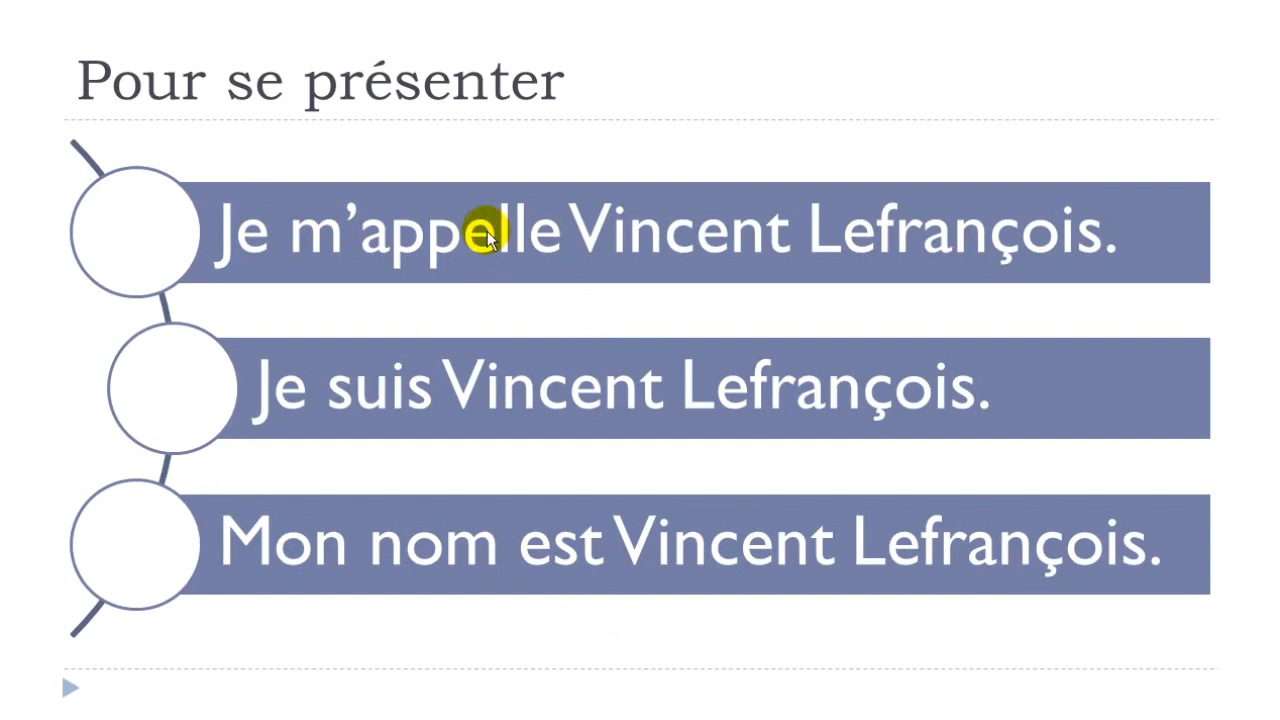 Pour se présenter
Je m’appelle Vincent Lefrançois.
Je suis Vincent Lefrançois.
Mon nom est Vincent Lefrançois.